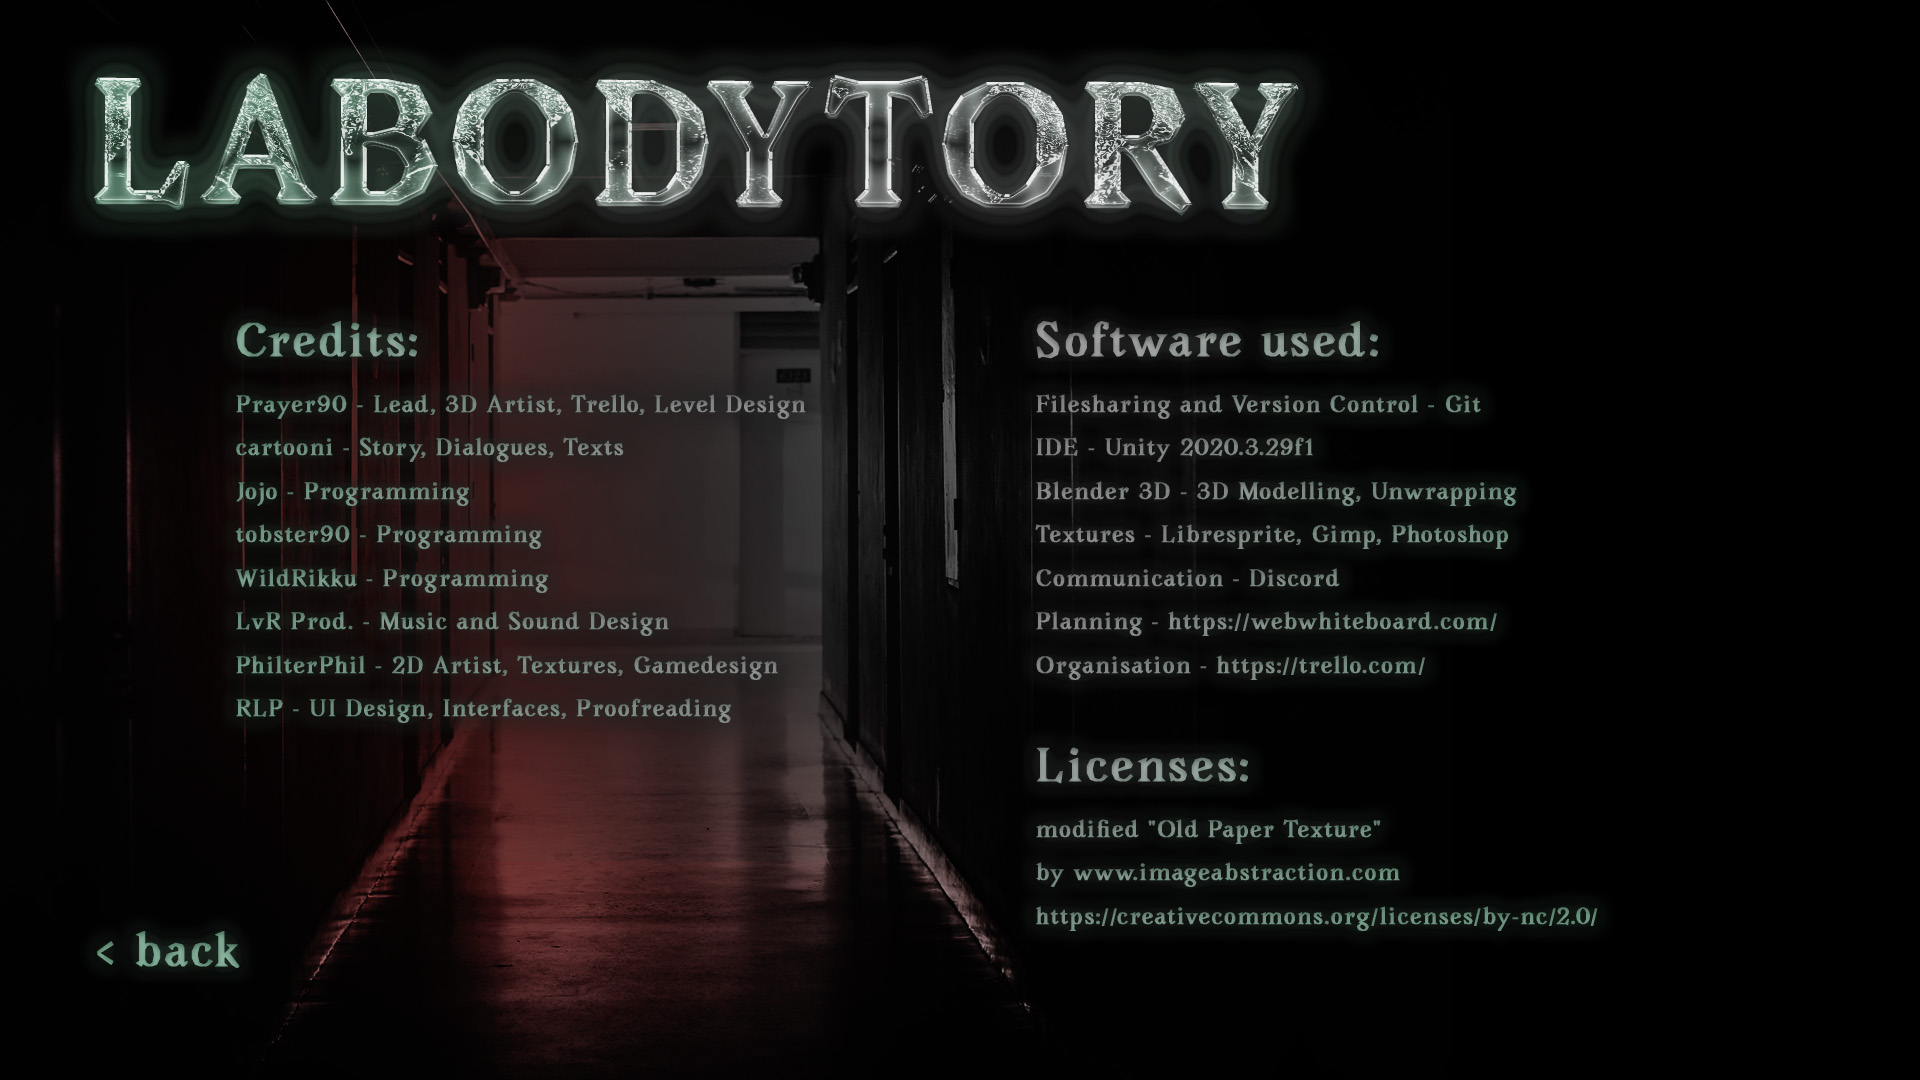 LABODYTORY
Credits:
Prayer90 - Lead, 3D Artist, Trello, Level Design
cartooni - Story, Dialogues, Texts
Jojo - Programming
tobster90 - Programming
WildRikku - Programming
LvR Prod. - Music and Sound Design
PhilterPhil - 2D Artist, Textures, Gamedesign
RLP - UI Design, Interfaces, Proofreading
Software used:
Filesharing and Version Control - Git
IDE - Unity 2020.3.29f1
Blender 3D - 3D Modelling, Unwrapping
Textures - Libresprite, Gimp, Photoshop
Communication - Discord
Planning - https://webwhiteboard.com/
Organisation - https://trello.com/
Licenses:
modified "Old Paper Texture"
by www.imageabstraction.com
https://creativecommons.org/licenses/by-nc/2.0/
< back